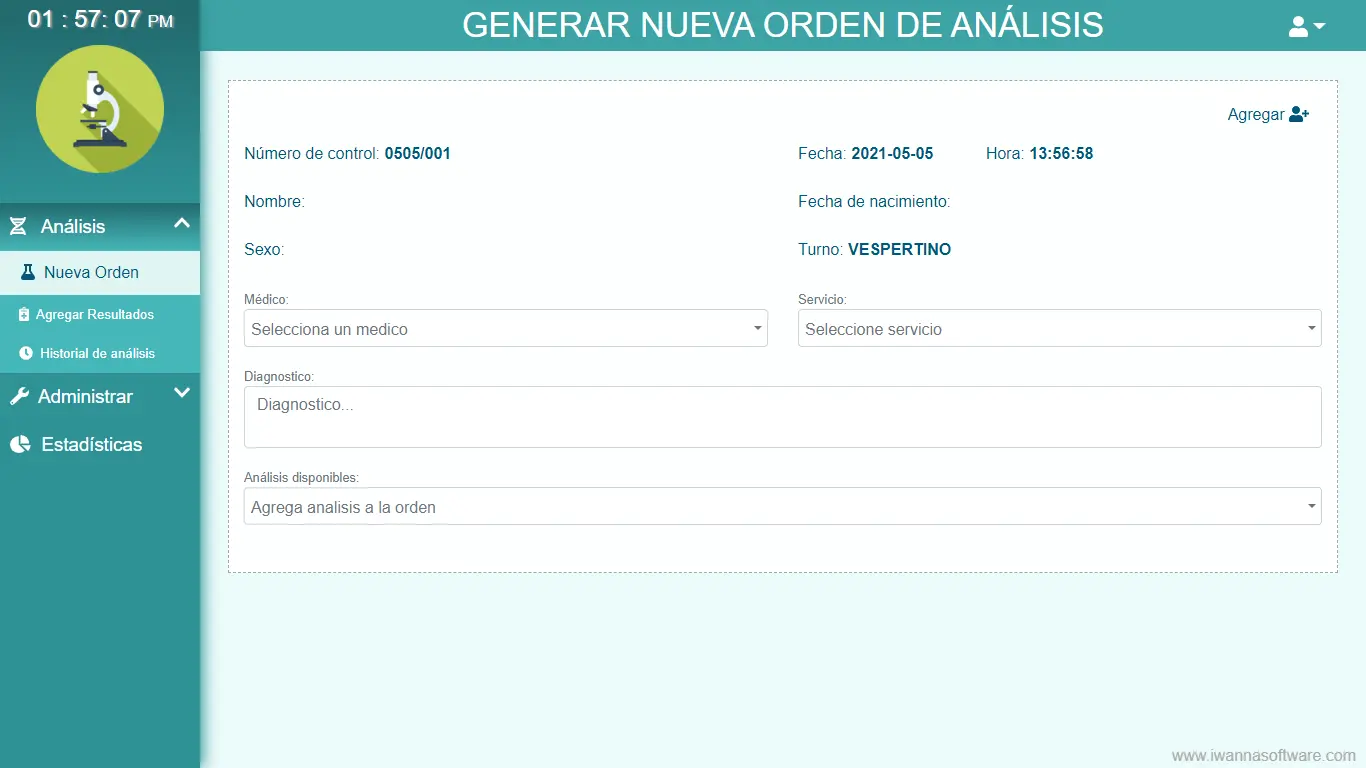 01 : 57: 07 PM
GENERAR NUEVA ORDEN DE ANÁLISIS
Análisis
Nueva Orden
Agregar Resultados
Historial de análisis
Administrar
Estadísticas
Agregar
Número de control: 0505/001
Fecha: 2021-05-05
Hora: 13:56:58
Nombre:
Fecha de nacimiento:
Sexo:
Turno: VESPERTINO
Médico:
Selecciona un medico
Servicio:
Seleccione servicio
Diagnostico:
Diagnostico...
Análisis disponibles:
Agrega analisis a la orden
www.iwannasoftware.com